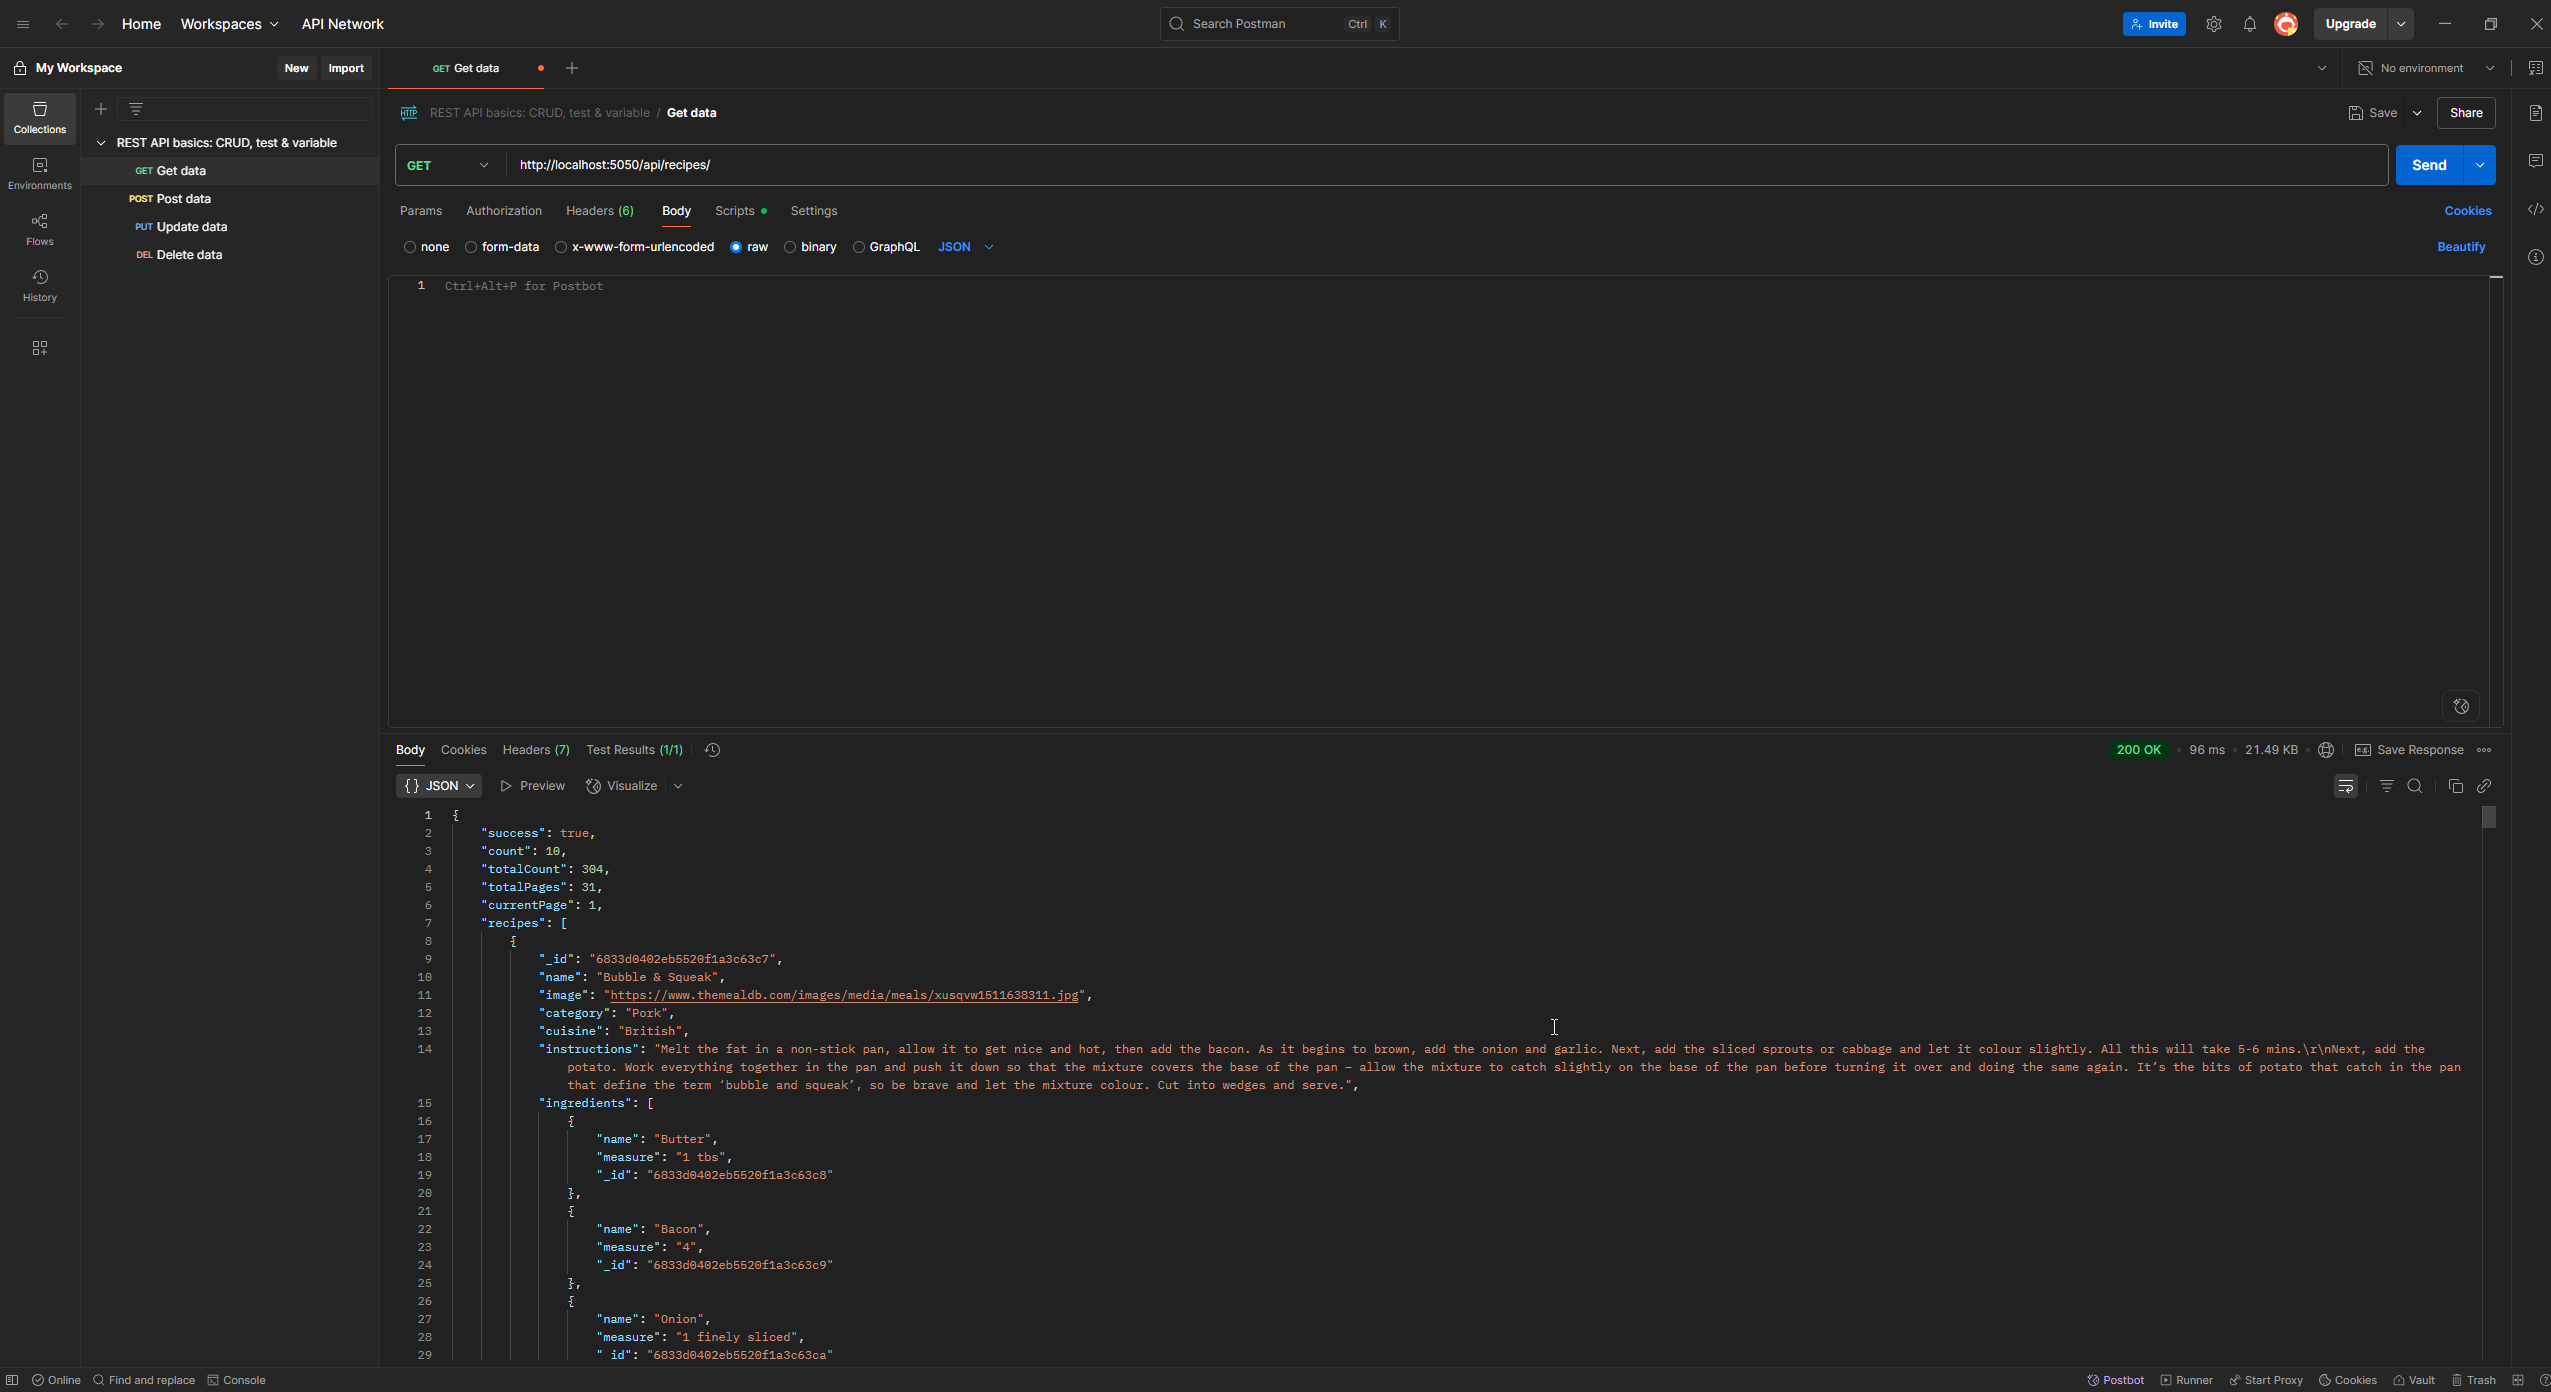 Home Workspaces API Network Search Postman Ctrl K Invite Upgrade
My Workspace New Import GET Get data No environment
Collections
Environments
Flows
History
REST API basics: CRUD, test & variable
GET Get data
POST Post data
PUT Update data
DEL Delete data
HTTP REST API basics: CRUD, test & variable / Get data Save Share
GET http://localhost:5050/api/recipes/ Send
Params Authorization Headers (6) Body Scripts Settings Cookies
none form-data x-www-form-urlencoded raw binary GraphQL JSON Beautify
1 Ctrl+Alt+P for Postbot
Body Cookies Headers (7) Test Results (1/1) 200 OK 96 ms 21.49 KB e.g. Save Response
{} JSON Preview Visualize
1 {
2 "success": true,
3 "count": 10,
4 "totalCount": 304,
5 "totalPages": 31,
6 "currentPage": 1,
7 "recipes": [
8 {
9 "_id": "6833d0402eb5520f1a3c63c7",
10 "name": "Bubble & Squeak",
11 "image": "https://www.themealdb.com/images/media/meals/xusqvw1511638311.jpg",
12 "category": "Pork",
13 "cuisine": "British",
14 "instructions": "Melt the fat in a non-stick pan, allow it to get nice and hot, then add the bacon. As it begins to brown, add the onion and garlic. Next, add the sliced sprouts or cabbage and let it colour slightly. All this will take 5-6 mins.\r\nNext, add the
potato. Work everything together in the pan and push it down so that the mixture covers the base of the pan – allow the mixture to catch slightly on the base of the pan before turning it over and doing the same again. It’s the bits of potato that catch in the pan
that define the term ‘bubble and squeak’, so be brave and let the mixture colour. Cut into wedges and serve.",
15 "ingredients": [
16 {
17 "name": "Butter",
18 "measure": "1 tbs",
19 "_id": "6833d0402eb5520f1a3c63c8"
20 },
21 {
22 "name": "Bacon",
23 "measure": "4",
24 "_id": "6833d0402eb5520f1a3c63c9"
25 },
26 {
27 "name": "Onion",
28 "measure": "1 finely sliced",
29 "_id": "6833d0402eb5520f1a3c63ca"
Online Find and replace Console Postbot Runner Start Proxy Cookies Vault Trash